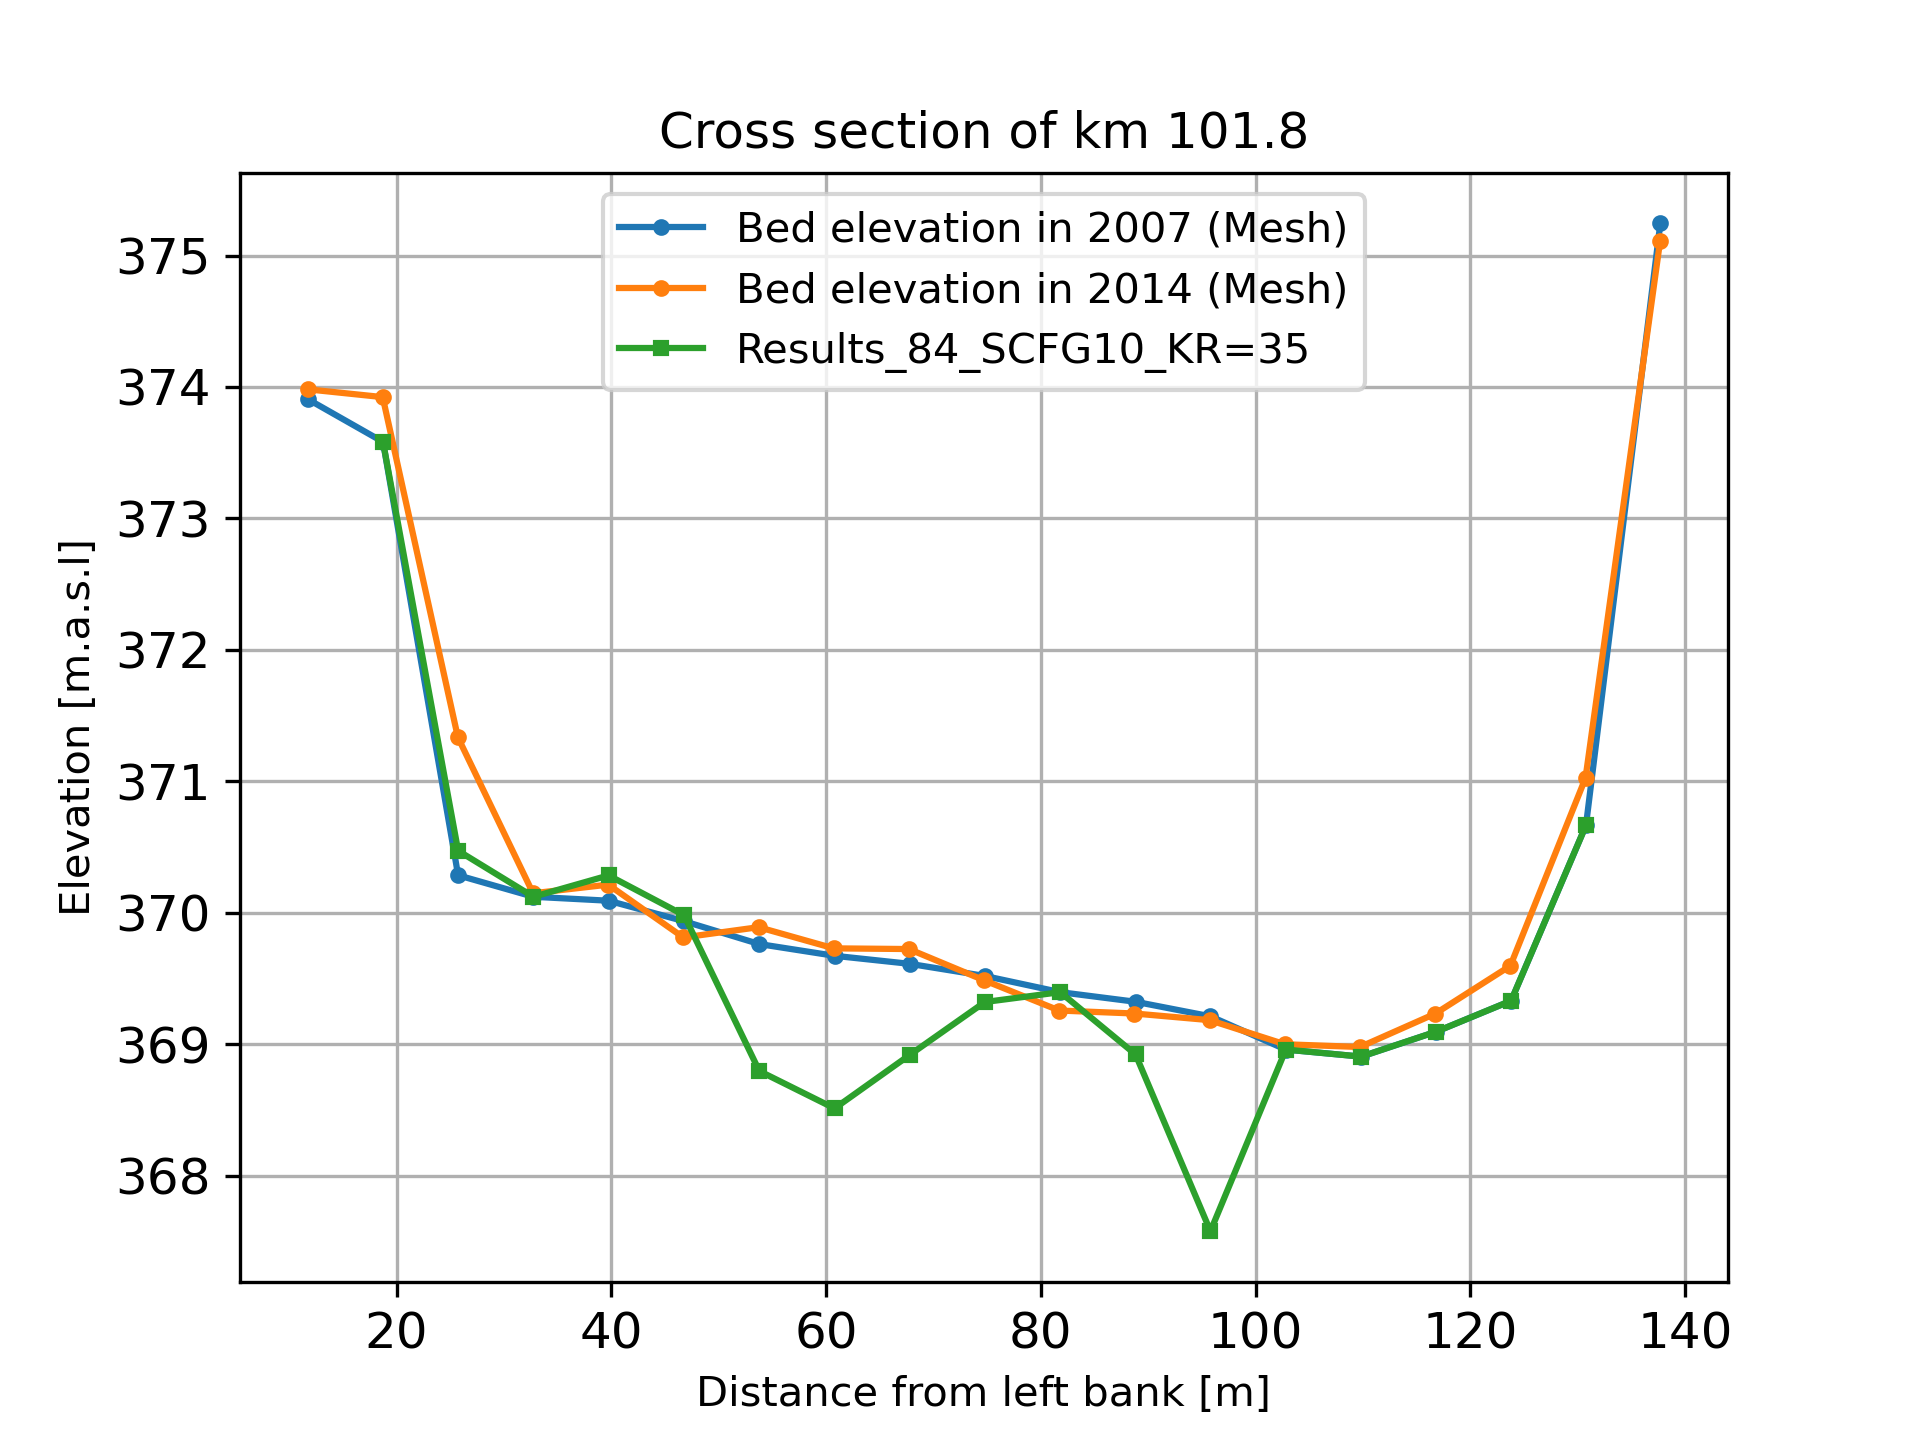 Cross section of km 101.8
Bed elevation in 2007 (Mesh)
Bed elevation in 2014 (Mesh)
Results_84_SCFG10_KR=35
375
374
373
372
371
370
369
368
Elevation [m.a.s.l]
20 40 60 80 100 120 140
Distance from left bank [m]